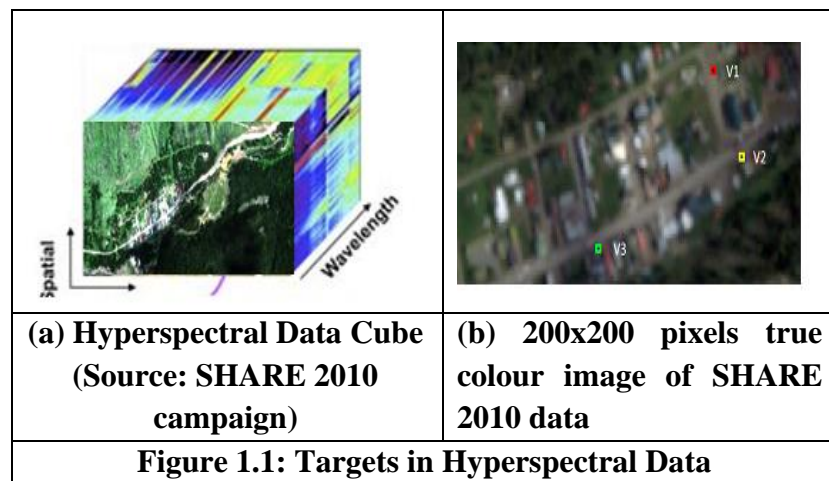 Spatial
Wavelength
V1
V2
V3
(a) Hyperspectral Data Cube
(Source: SHARE 2010
campaign)
(b) 200x200 pixels true
colour image of SHARE
2010 data
Figure 1.1: Targets in Hyperspectral Data